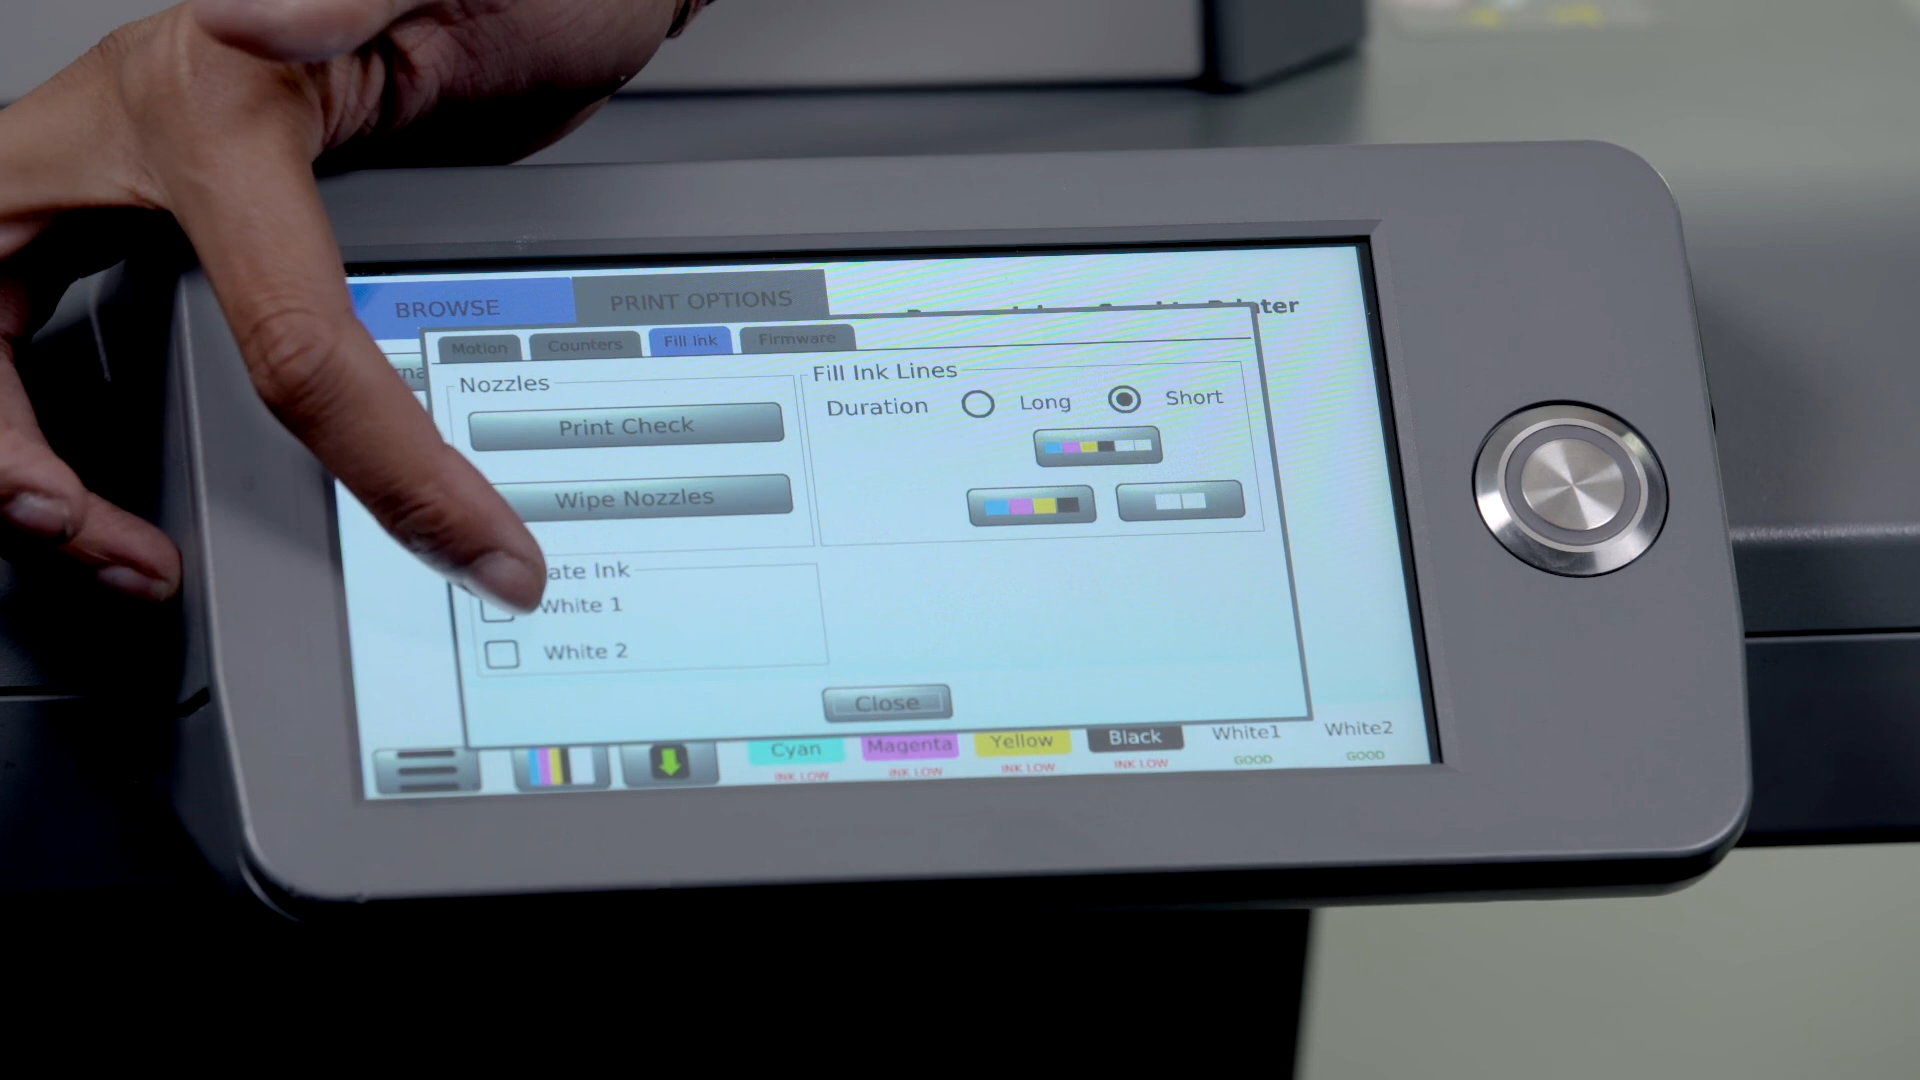 BROWSE
PRINT OPTIONS
nter
Motion
Counters
Fill Ink
Firmware
Nozzles
Print Check
Wipe Nozzles
Fill Ink Lines
Duration
Long
Short
ate Ink
White 1
White 2
Close
Cyan
INK LOW
Magenta
INK LOW
Yellow
INK LOW
Black
INK LOW
White1
GOOD
White2
GOOD